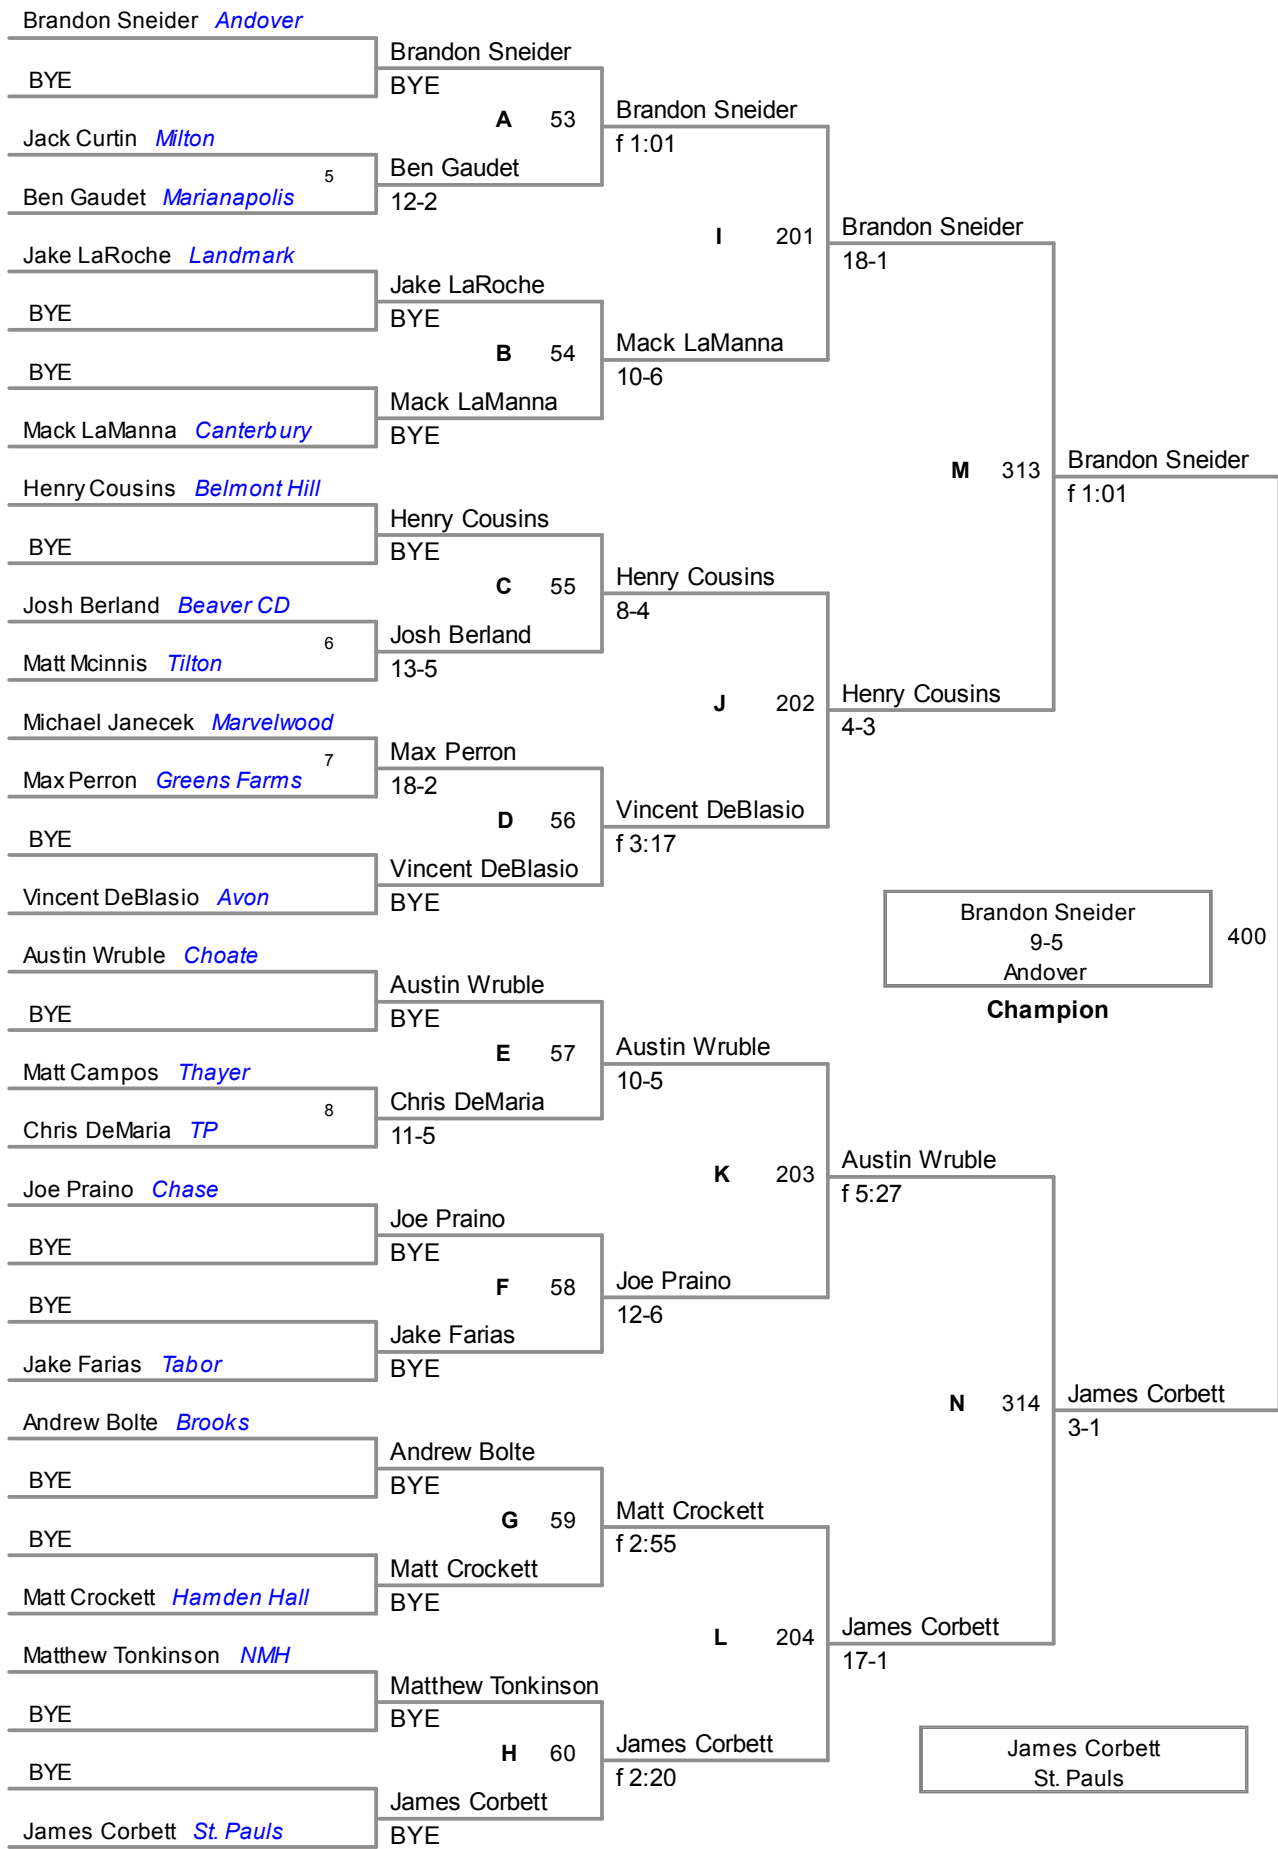 Brandon Sneider Andover
BYE
Jack Curtin Milton
5
Ben Gaudet Marianapolis
Jake LaRoche Landmark
BYE
BYE
Mack LaManna Canterbury
Henry Cousins Belmont Hill
BYE
Josh Berland Beaver CD
6
Matt Mcinnis Tilton
Michael Janecek Marvelwood
7
Max Perron Greens Farms
BYE
Vincent DeBlasio Avon
Austin Wruble Choate
BYE
Matt Campos Thayer
8
Chris DeMaria TP
Joe Praino Chase
BYE
BYE
Jake Farias Tabor
Andrew Bolte Brooks
BYE
BYE
Matt Crockett Hamden Hall
Matthew Tonkinson NMH
BYE
BYE
James Corbett St. Pauls
Brandon Sneider
BYE
A 53
Ben Gaudet
12-2
Jake LaRoche
BYE
B 54
Mack LaManna
BYE
Henry Cousins
BYE
C 55
Josh Berland
13-5
Max Perron
18-2
D 56
Vincent DeBlasio
BYE
Austin Wruble
BYE
E 57
Chris DeMaria
11-5
Joe Praino
BYE
F 58
Jake Farias
BYE
Andrew Bolte
BYE
G 59
Matt Crockett
BYE
Matthew Tonkinson
BYE
H 60
James Corbett
BYE
Brandon Sneider
f 1:01
I 201
Mack LaManna
10-6
Henry Cousins
8-4
J 202
Vincent DeBlasio
f 3:17
Austin Wruble
10-5
K 203
Joe Praino
12-6
Matt Crockett
f 2:55
L 204
James Corbett
f 2:20
Brandon Sneider
18-1
M 313
Henry Cousins
4-3
Austin Wruble
f 5:27
N 314
James Corbett
17-1
Brandon Sneider
f 1:01
James Corbett
3-1
Brandon Sneider
9-5
Andover
400
Champion
James Corbett
St. Pauls